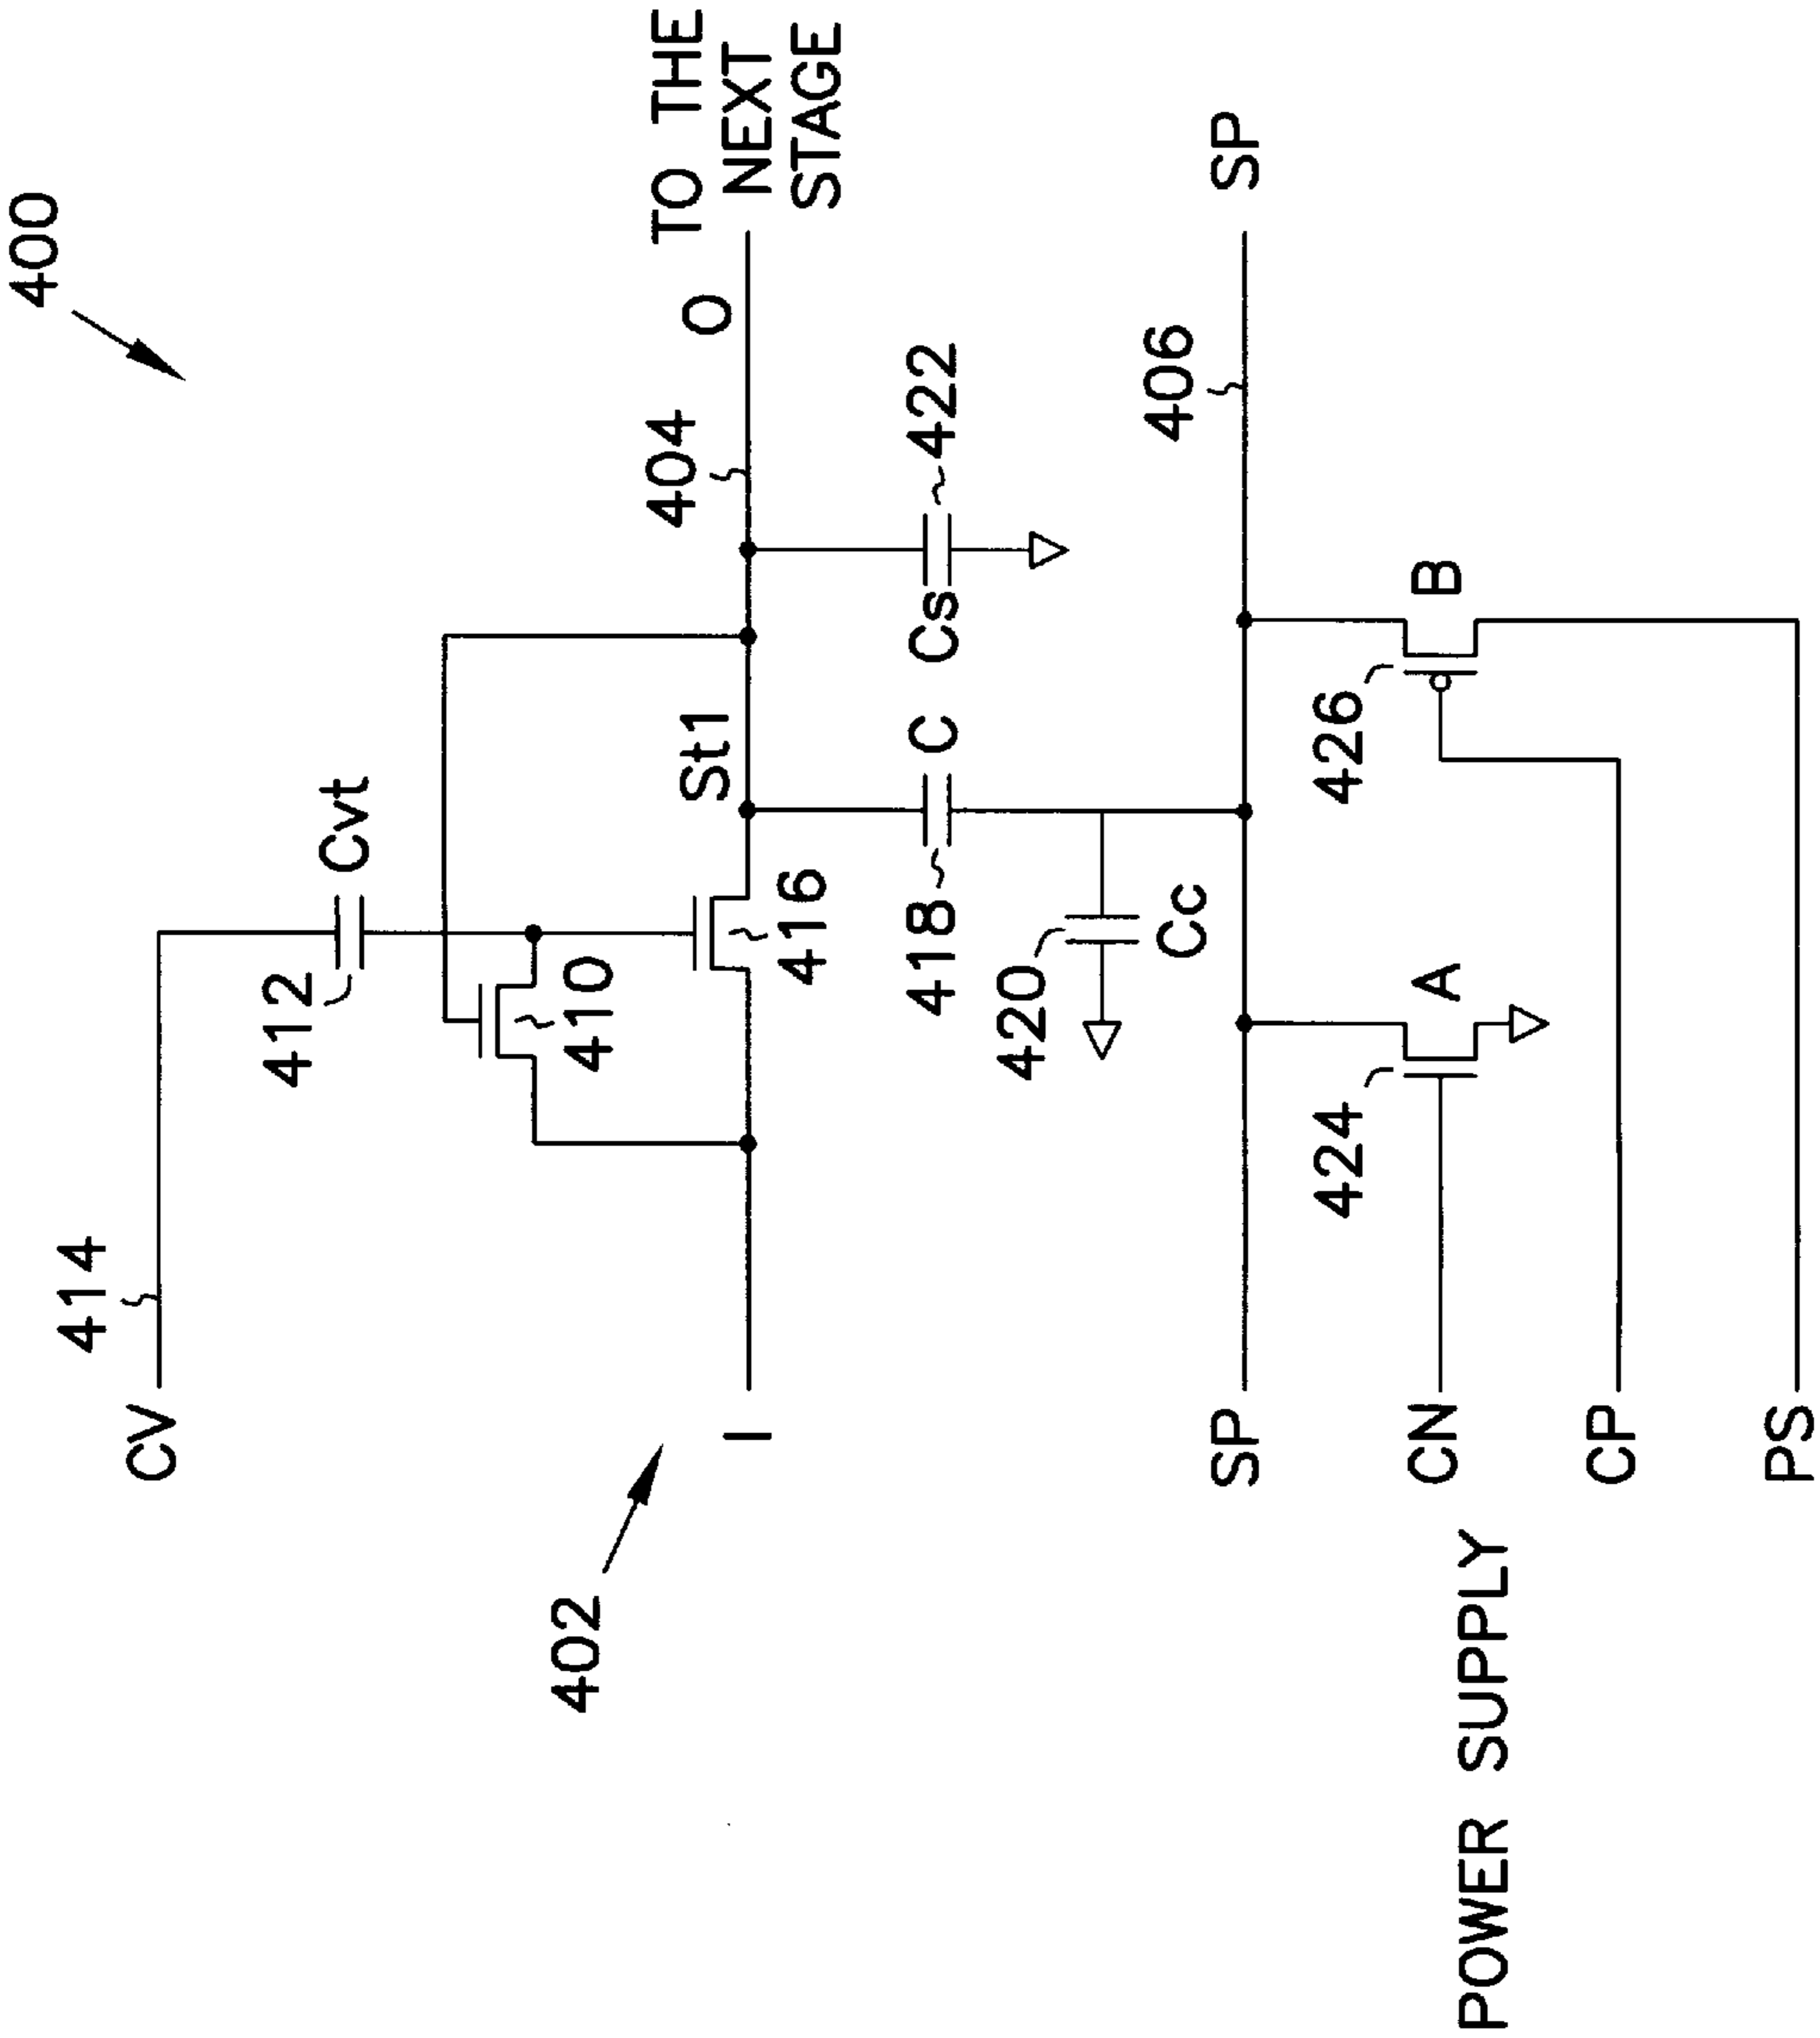 400
414
CV
412
Cvt
410
416
St1
404
O
TO THE
NEXT
STAGE
402
I
418
C
Cs
422
420
Cc
406
SP
SP
424
A
426
B
CN
POWER SUPPLY
CP
PS